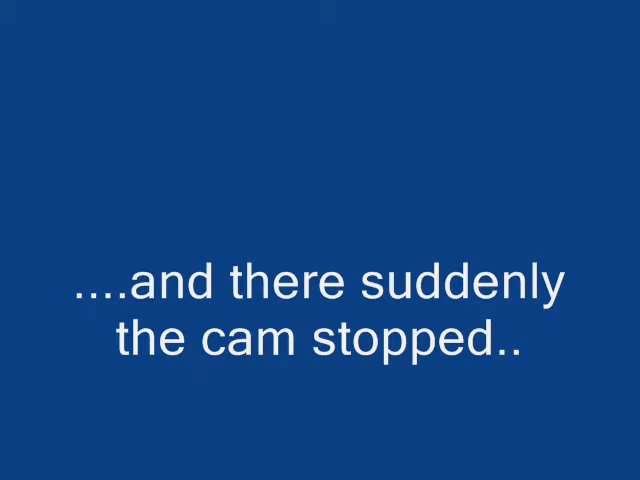 ....and there suddenly
the cam stopped..